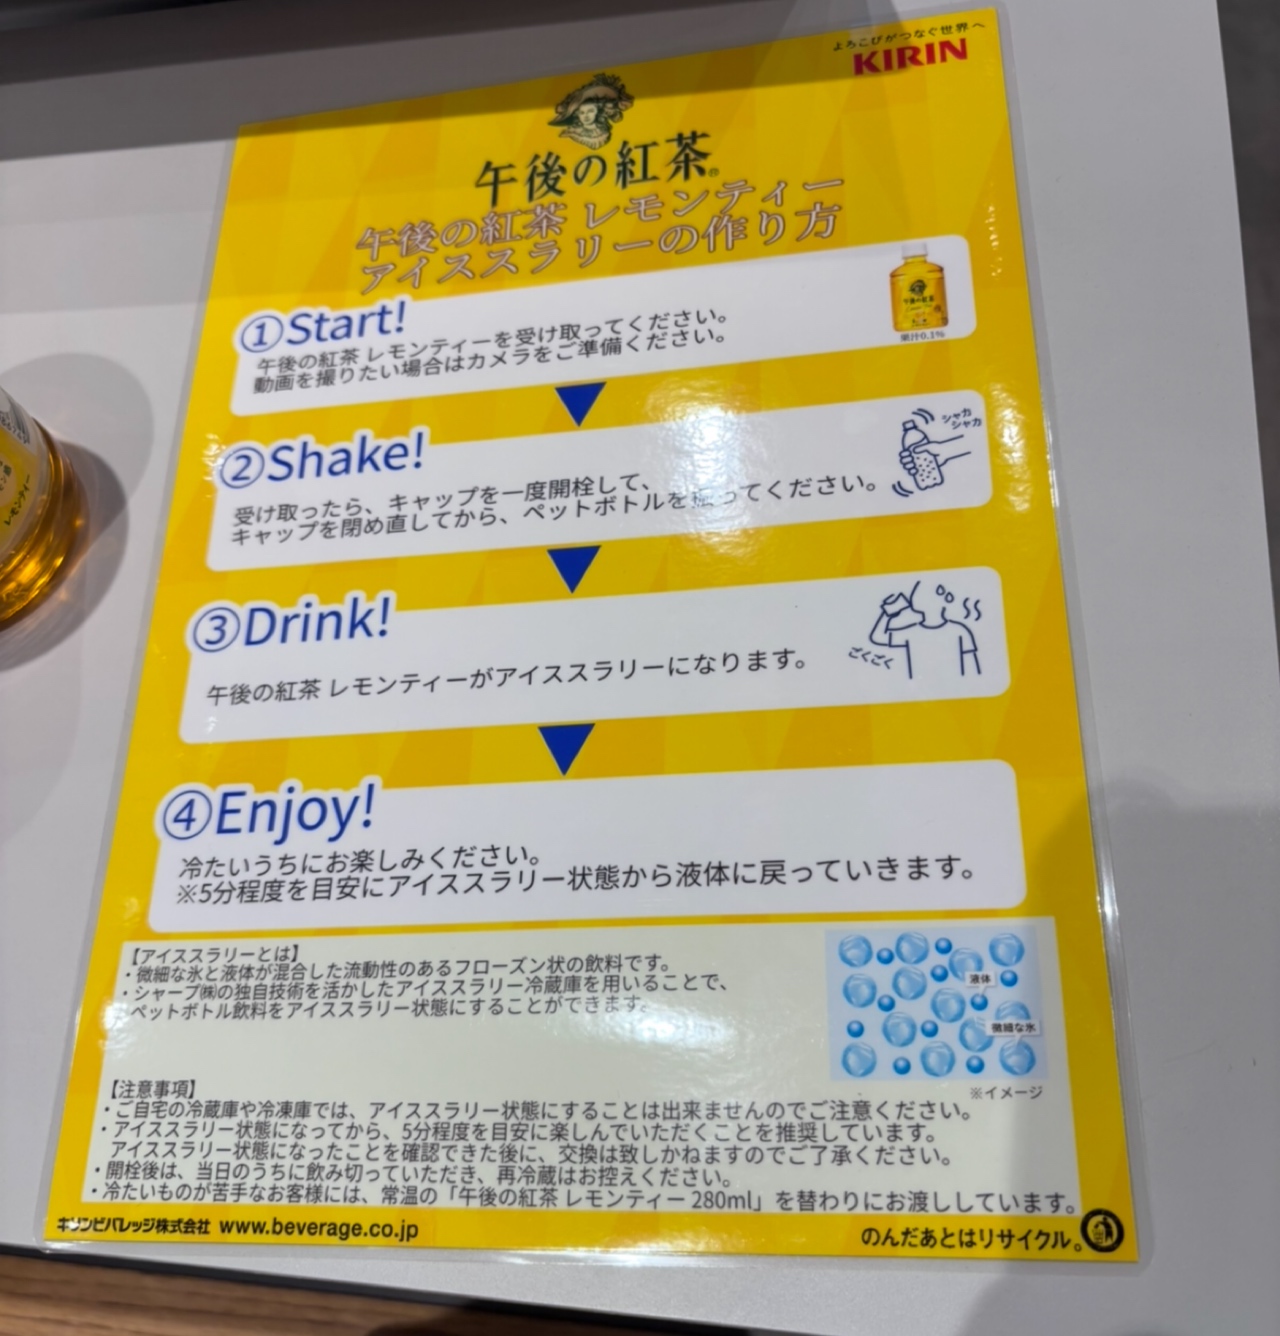 よろこびがつなぐ世界へ
KIRIN
午後の紅茶®
午後の紅茶 レモンティー
アイススラリーの作り方
①Start!
午後の紅茶 レモンティーを受け取ってください。
動画を撮りたい場合はカメラをご準備ください。
午後の紅茶
果汁0.1%
②Shake!
受け取ったら、キャップを一度開栓して、
キャップを閉め直してから、ペットボトルを振ってください。
シャカ
シャカ
③Drink!
午後の紅茶 レモンティーがアイススラリーになります。
ごくごく
④Enjoy!
冷たいうちにお楽しみください。
※5分程度を目安にアイススラリー状態から液体に戻っていきます。
【アイススラリーとは】
・微細な氷と液体が混合した流動性のあるフローズン状の飲料です。
・シャープ㈱の独自技術を活かしたアイススラリー冷蔵庫を用いることで、
ペットボトル飲料をアイススラリー状態にすることができます。
液体
微細な氷
※イメージ
【注意事項】
・ご自宅の冷蔵庫や冷凍庫では、アイススラリー状態にすることは出来ませんのでご注意ください。
・アイススラリー状態になってから、5分程度を目安に楽しんでいただくことを推奨しています。
アイススラリー状態になったことを確認できた後に、交換は致しかねますのでご了承ください。
・開栓後は、当日のうちに飲み切っていただき、再冷蔵はお控えください。
・冷たいものが苦手なお客様には、常温の「午後の紅茶 レモンティー 280ml」を替わりにお渡ししています。
キリンビバレッジ株式会社 www.beverage.co.jp
のんだあとはリサイクル。
レモンティー